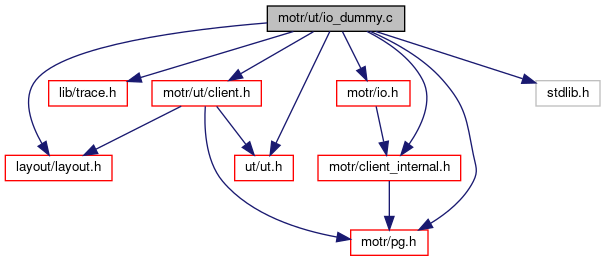 motr/ut/io_dummy.c
lib/trace.h
motr/ut/client.h
motr/io.h
stdlib.h
layout/layout.h
ut/ut.h
motr/client_internal.h
motr/pg.h